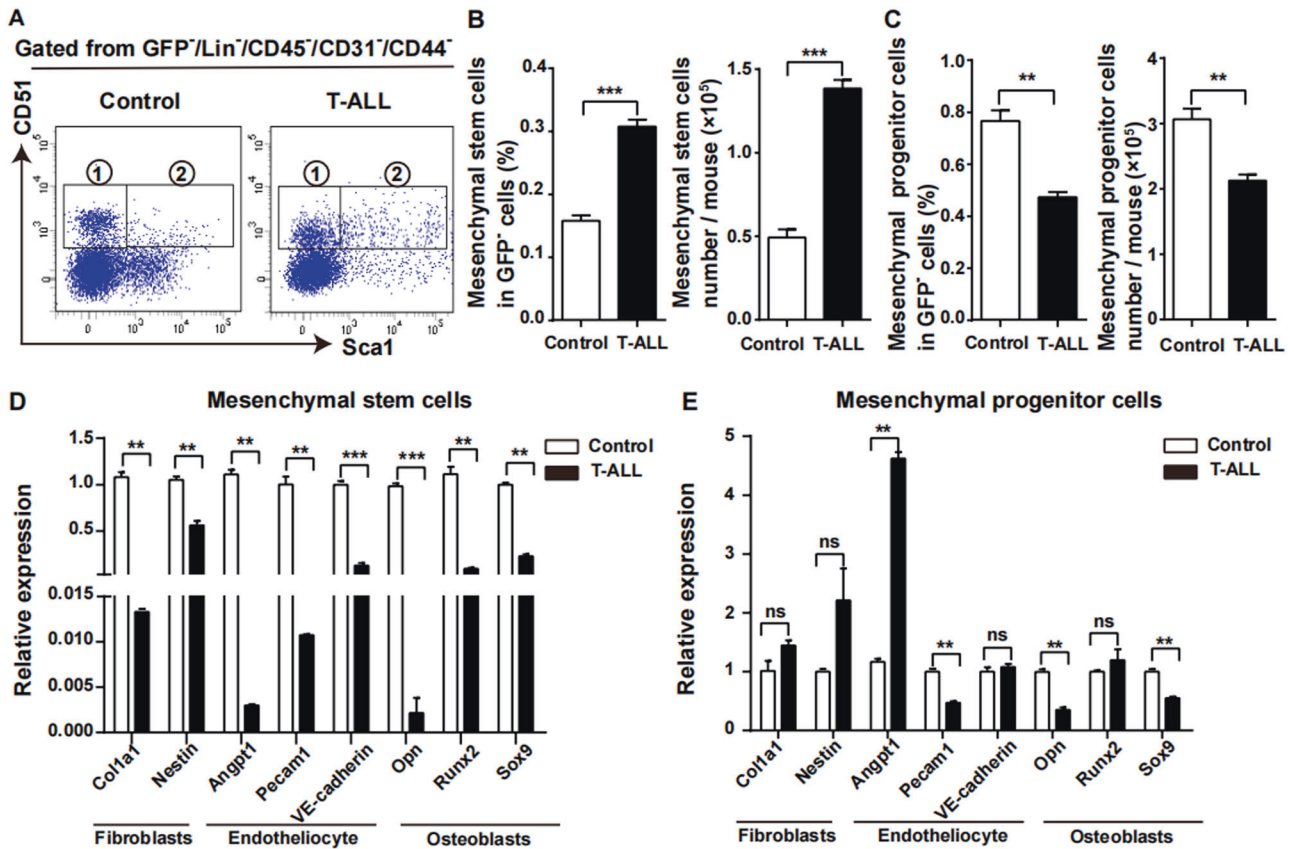 A
Gated from GFP⁻/Lin⁻/CD45⁻/CD31⁻/CD44⁻
CD51
Control
T-ALL
1
2
1
2
10⁵
10⁴
10³
0
10⁵
10⁴
10³
0
0 10³ 10⁴ 10⁵
0 10³ 10⁴ 10⁵
Sca1
B
Mesenchymal stem cells
in GFP⁻ cells (%)
0.4
0.3
0.2
0.1
0.0
***
Control T-ALL
Mesenchymal stem cells
number / mouse (×10⁵)
1.5
1.0
0.5
0.0
***
Control T-ALL
C
Mesenchymal progenitor cells
in GFP⁻ cells (%)
1.0
0.8
0.6
0.4
0.2
0.0
**
Control T-ALL
Mesenchymal progenitor cells
number / mouse (×10⁵)
4
3
2
1
0
**
Control T-ALL
D
Mesenchymal stem cells
Relative expression
1.5
1.0
0.5
0.015
0.010
0.005
0.000
** ** ** ** *** *** ** **
Control
T-ALL
Col1a1 Nestin Angpt1 Pecam1 VE-cadherin Opn Runx2 Sox9
Fibroblasts Endotheliocyte Osteoblasts
E
Mesenchymal progenitor cells
Relative expression
5
4
3
2
1
0
ns ns ** ** ns ** ns **
Control
T-ALL
Col1a1 Nestin Angpt1 Pecam1 VE-cadherin Opn Runx2 Sox9
Fibroblasts Endotheliocyte Osteoblasts